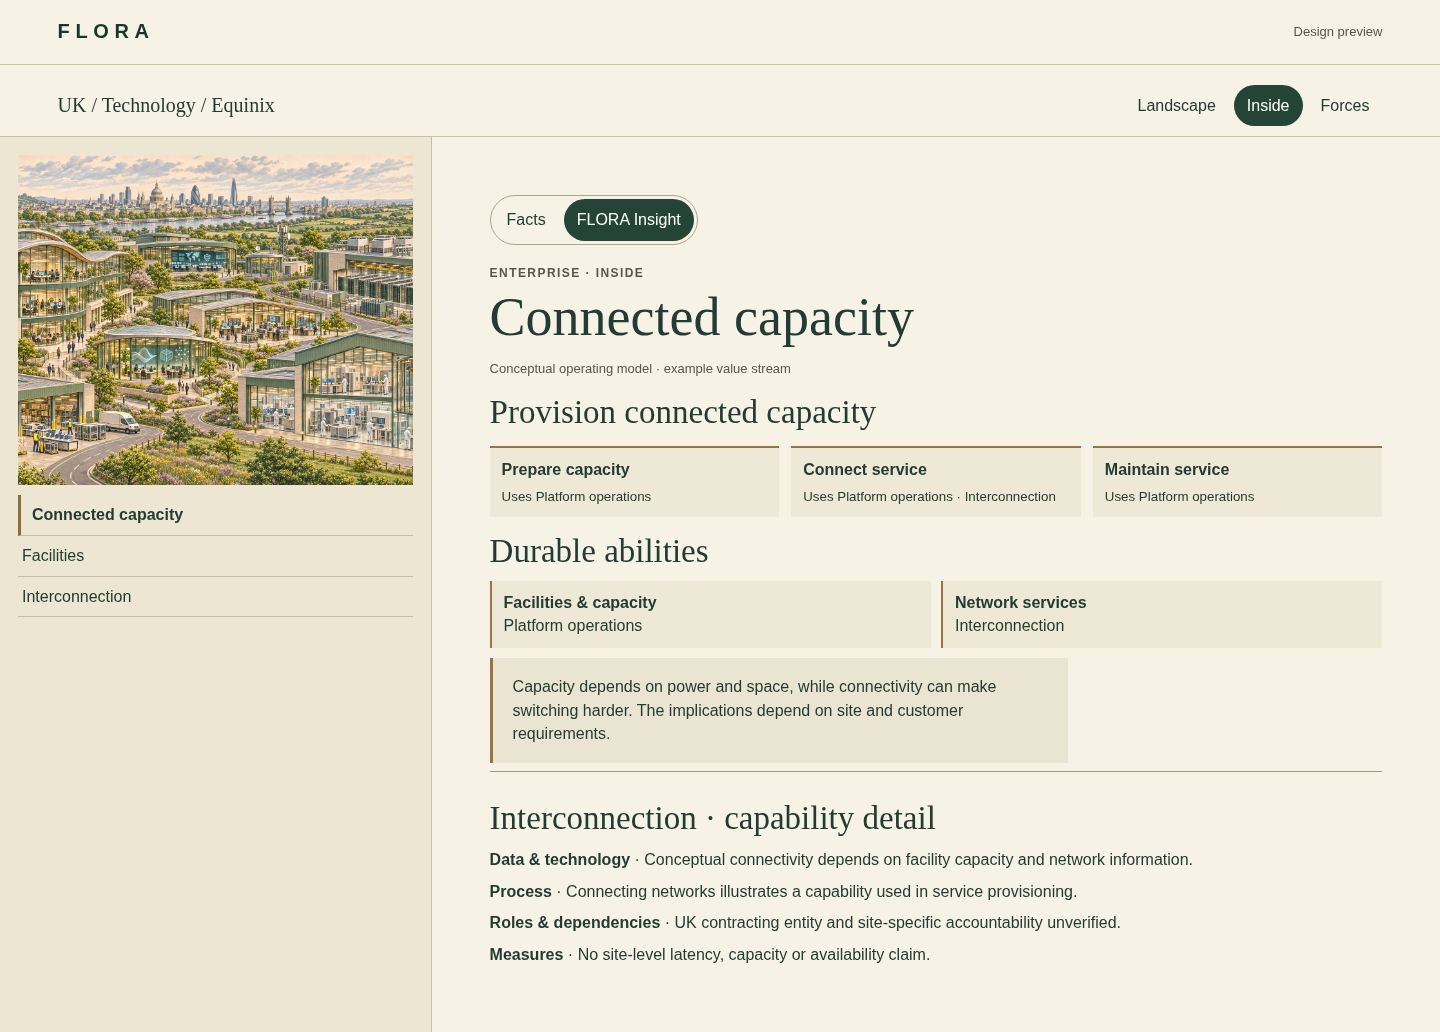 FLORA
Design preview
UK / Technology / Equinix
Landscape
Inside
Forces
Facts
FLORA Insight
ENTERPRISE · INSIDE
Connected capacity
Conceptual operating model · example value stream
Provision connected capacity
Prepare capacity
Uses Platform operations
Connect service
Uses Platform operations · Interconnection
Maintain service
Uses Platform operations
Durable abilities
Facilities & capacity
Platform operations
Network services
Interconnection
Capacity depends on power and space, while connectivity can make
switching harder. The implications depend on site and customer
requirements.
Interconnection · capability detail
Data & technology · Conceptual connectivity depends on facility capacity and network information.
Process · Connecting networks illustrates a capability used in service provisioning.
Roles & dependencies · UK contracting entity and site-specific accountability unverified.
Measures · No site-level latency, capacity or availability claim.
Connected capacity
Facilities
Interconnection